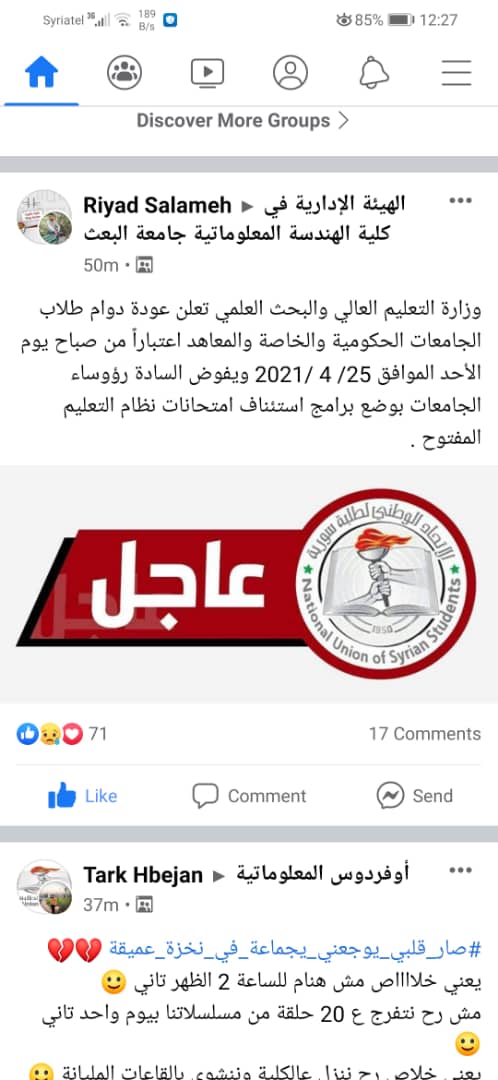 Syriatel 3G 189 B/s 85% 12:27
Discover More Groups >
Riyad Salameh ▸ الهيئة الإدارية في
كلية الهندسة المعلوماتية جامعة البعث
50m •
وزارة التعليم العالي والبحث العلمي تعلن عودة دوام طلاب
الجامعات الحكومية والخاصة والمعاهد اعتباراً من صباح يوم
الأحد الموافق 25/ 4 /2021 ويفوض السادة رؤوساء
الجامعات بوضع برامج استئناف امتحانات نظام التعليم
المفتوح .
عاجل
الإتحاد الوطني لطلبة سورية
1950
National Union of Syrian Students
71 17 Comments
Like Comment Send
Tark Hbejan ▸ أوفردوس المعلوماتية
37m •
#صار_قلبي_يوجعني_يجماعة_في_نخزة_عميقة 💔💔
يعني خلاااص مش هنام للساعة 2 الظهر تاني 🙂
مش رح نتفرج ع 20 حلقة من مسلسلاتنا بيوم واحد تاني
🙂
يعني خلاص رح ننزل عالكلية وننشوي بالقاعات المليانة 🙂